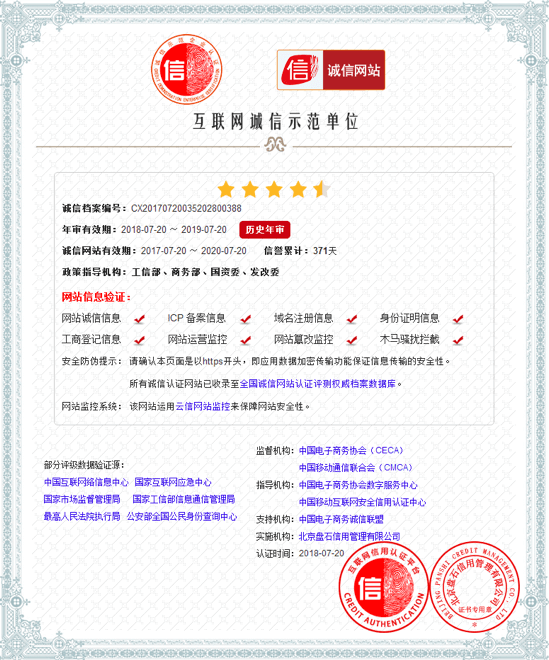 诚信网站
互联网诚信示范单位
诚信档案编号：CX20170720035202800388
年审有效期：2018-07-20 ～ 2019-07-20 历史年审
诚信网站有效期：2017-07-20 ～ 2020-07-20 信誉累计：371天
政策指导机构：工信部、商务部、国资委、发改委
网站信息验证：
网站诚信信息 ICP 备案信息 域名注册信息 身份证明信息
工商登记信息 网站运营监控 网站篡改监控 木马骚扰拦截
安全防伪提示：请确认本页面是以https开头，即应用数据加密传输功能保证信息传输的安全性。
所有诚信认证网站已收录至全国诚信网站认证评测权威档案数据库。
网站监控系统：该网站运用云信网站监控来保障网站安全性。
部分评级数据验证源：
中国互联网络信息中心 国家互联网应急中心
国家市场监督管理局 国家工信部信息通信管理局
最高人民法院执行局 公安部全国公民身份查询中心
监督机构：中国电子商务协会（CECA）
中国移动通信联合会（CMCA）
指导机构：中国电子商务协会数字服务中心
中国移动互联网安全信用认证中心
支持机构：中国电子商务诚信联盟
实施机构：北京盘石信用管理有限公司
认证时间：2018-07-20
互联网信用认证平台
信
CREDIT AUTHENTICATION
BEIJING PANSHI CREDIT MANAGEMENT CO., LTD
北京盘石信用管理有限公司
证书专用章